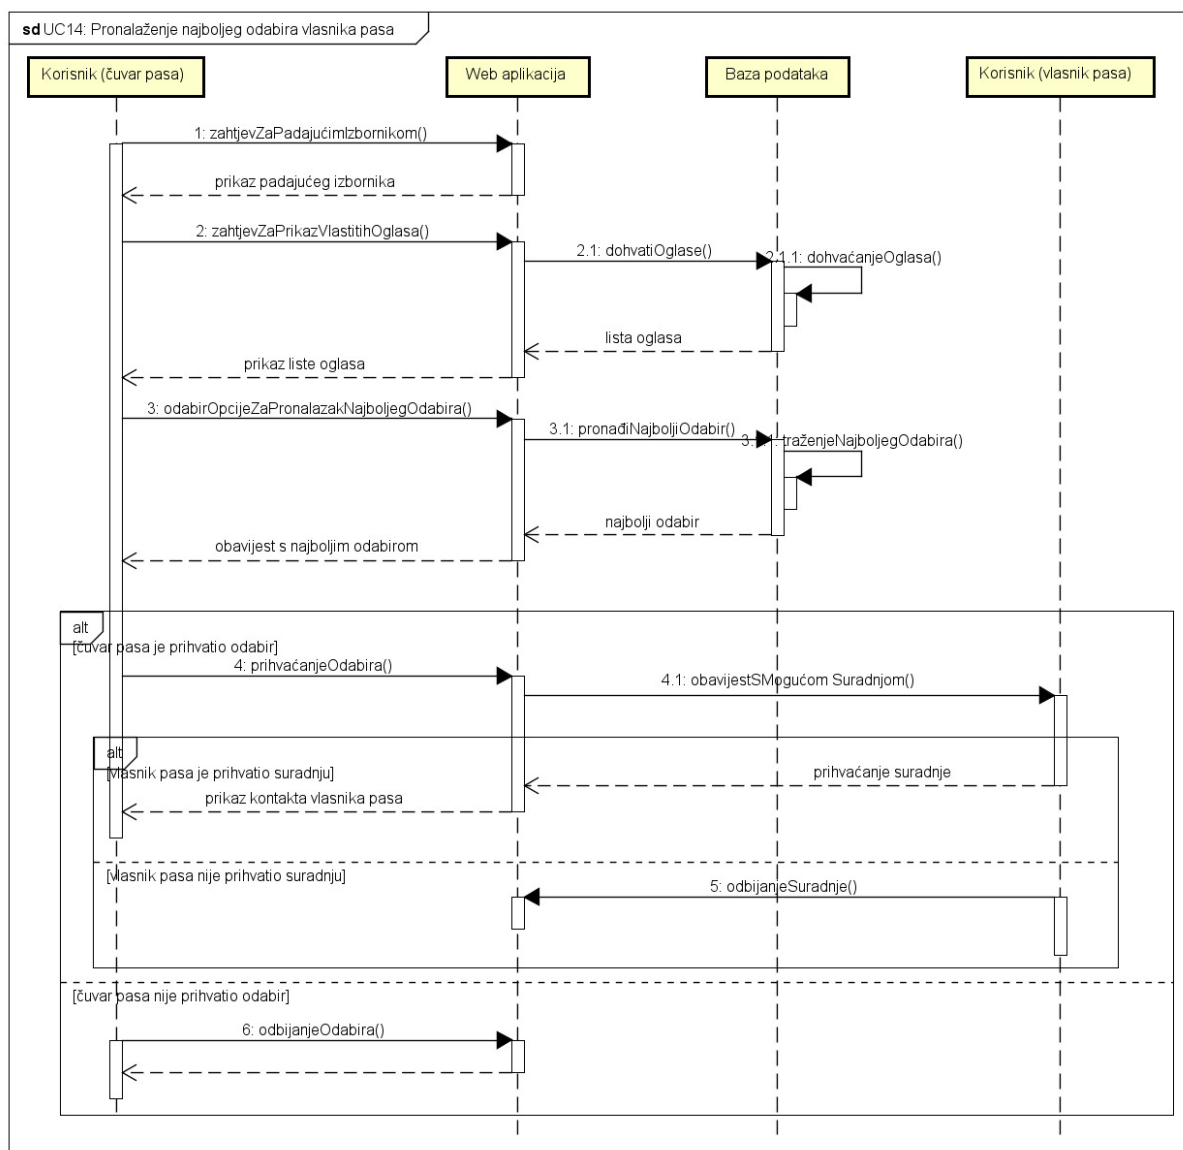 sd UC14: Pronalaženje najboljeg odabira vlasnika pasa
Korisnik (čuvar pasa)
Web aplikacija
Baza podataka
Korisnik (vlasnik pasa)
1: zahtjevZaPadajućimIzbornikom()
prikaz padajućeg izbornika
2: zahtjevZaPrikazVlastitihOglasa()
2.1: dohvatiOglase()
2.1.1: dohvaćanjeOglasa()
lista oglasa
prikaz liste oglasa
3: odabirOpcijeZaPronalazakNajboljegOdabira()
3.1: pronađiNajboljiOdabir()
3.1.1: traženjeNajboljegOdabira()
najbolji odabir
obavijest s najboljim odabirom
alt
[čuvar pasa je prihvatio odabir]
4: prihvaćanjeOdabira()
4.1: obavijestSMogućom Suradnjom()
alt
[vlasnik pasa je prihvatio suradnju]
prihvaćanje suradnje
prikaz kontakta vlasnika pasa
[vlasnik pasa nije prihvatio suradnju]
5: odbijanjeSuradnje()
[čuvar pasa nije prihvatio odabir]
6: odbijanjeOdabira()